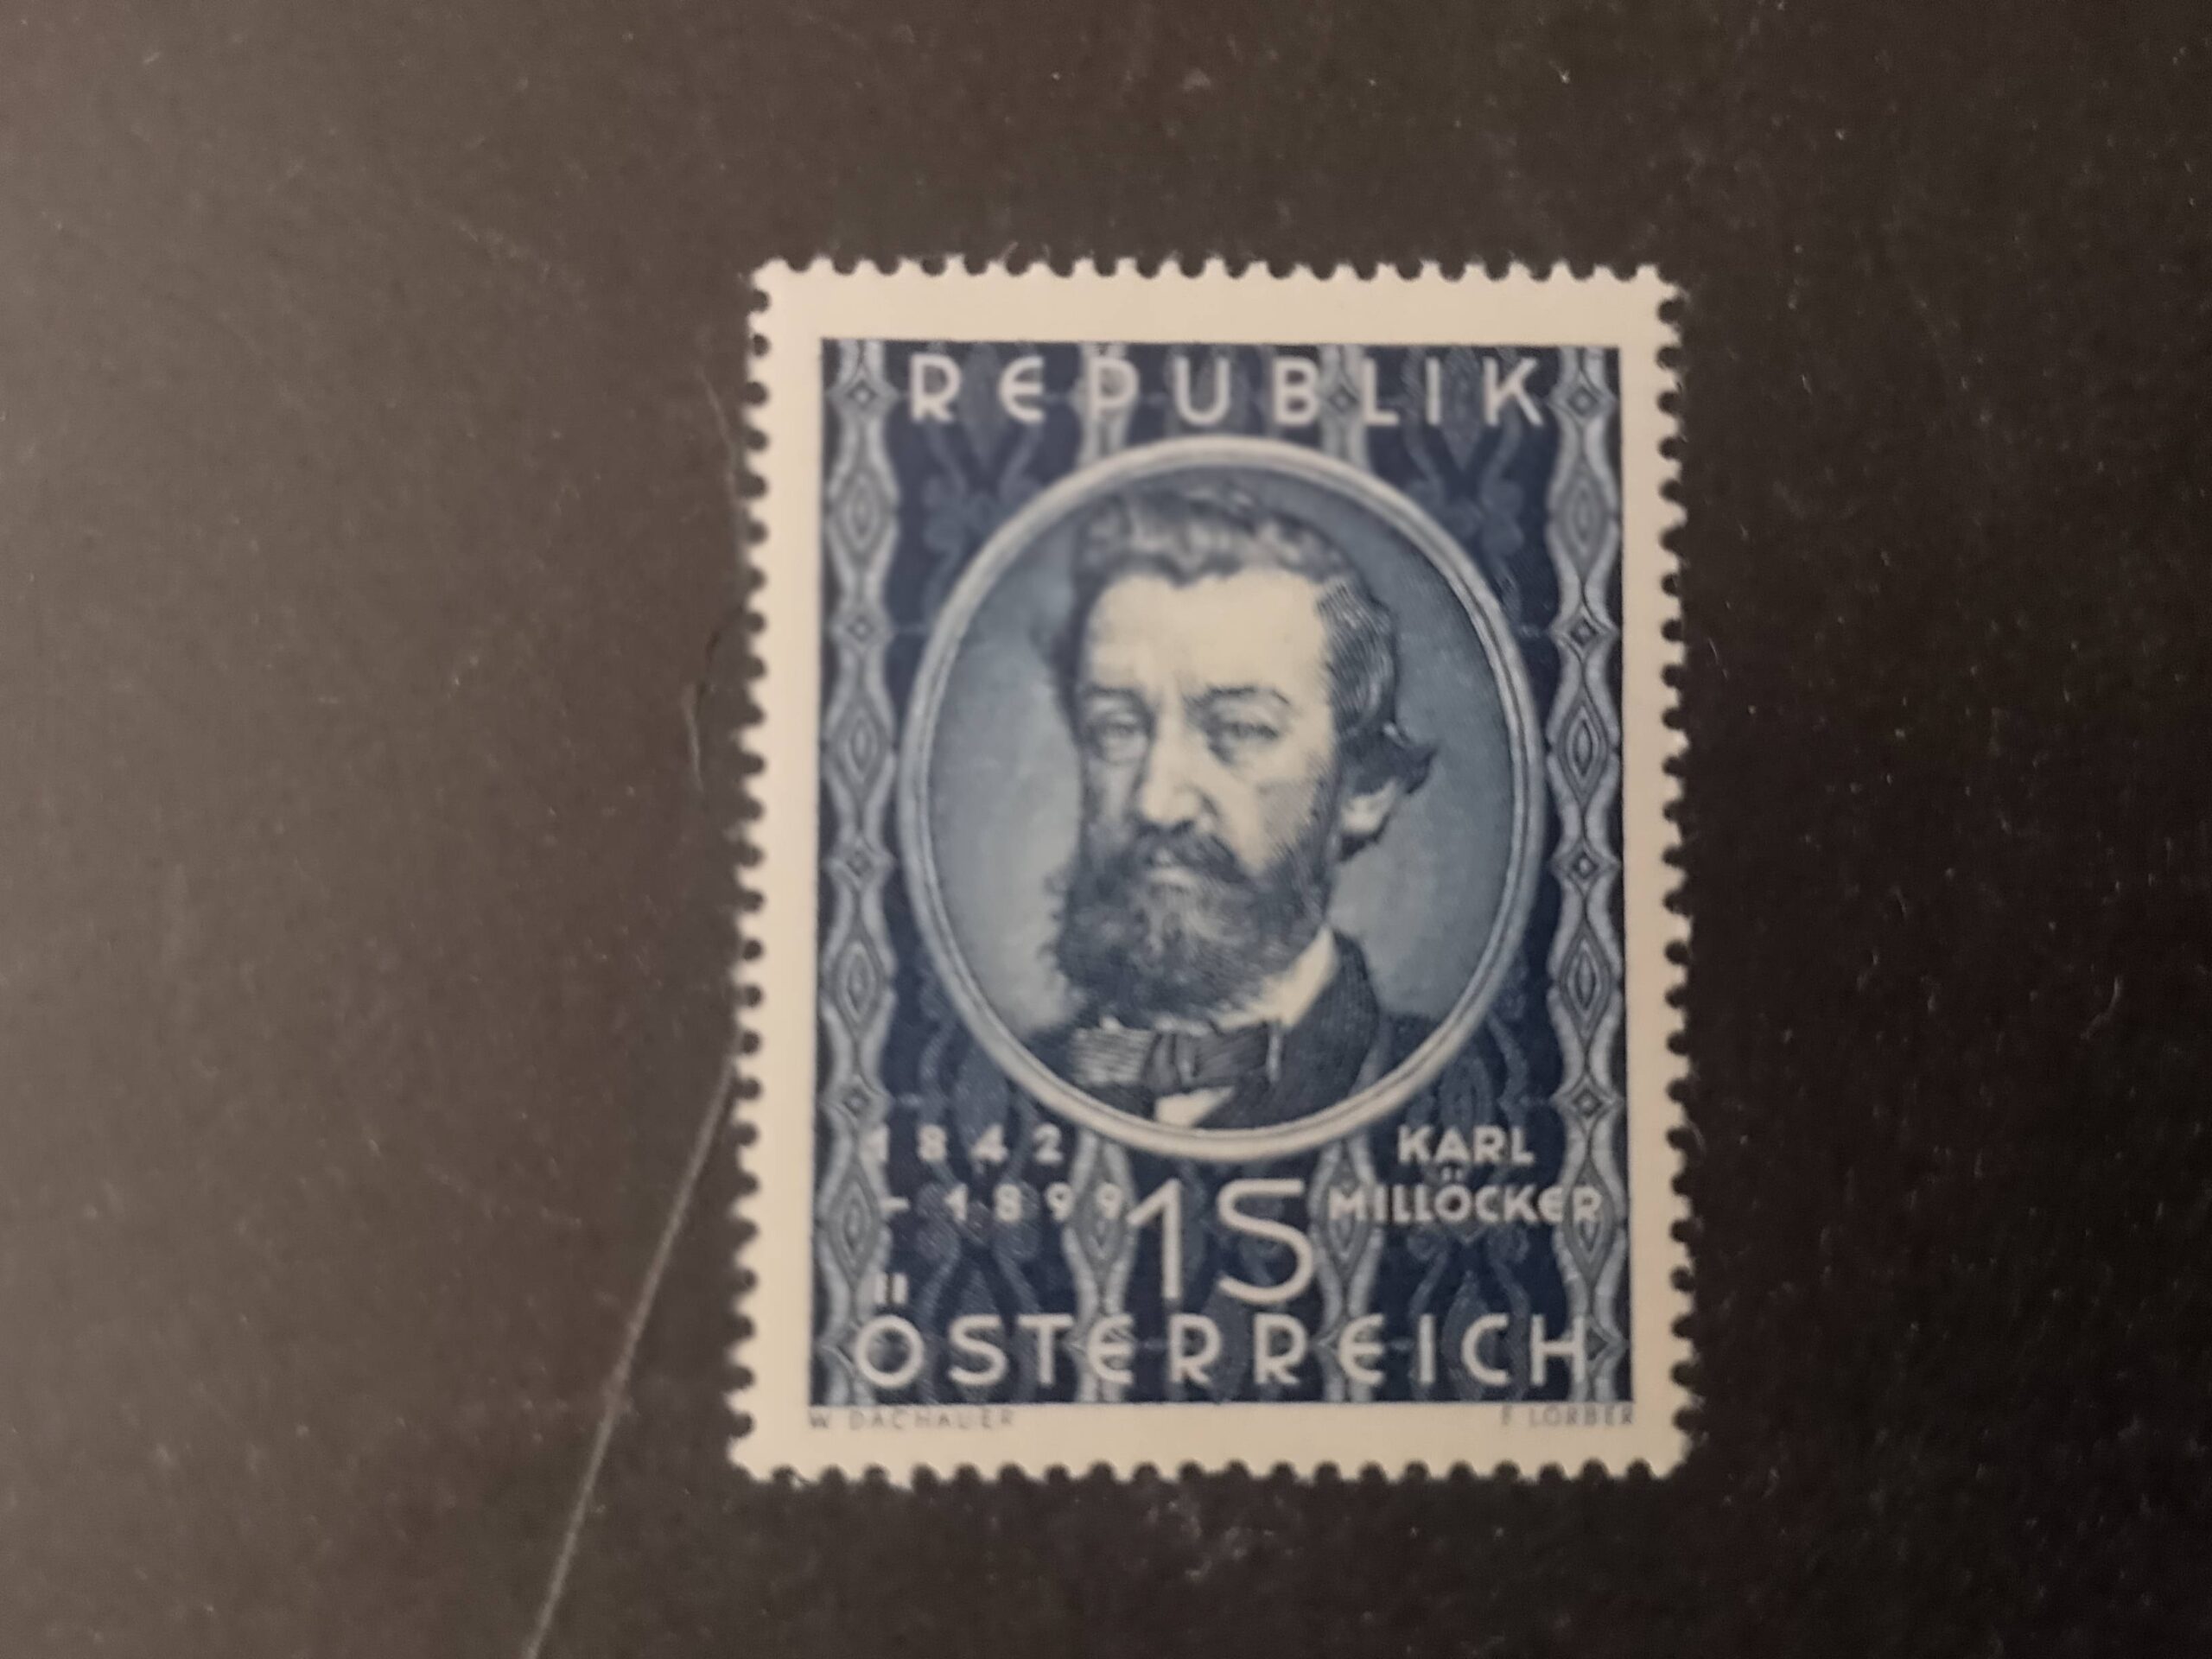 REPUBLIK
1842
- 1899
1S
KARL
MILLÖCKER
ÖSTERREICH
W DACHAUER
F LORBER